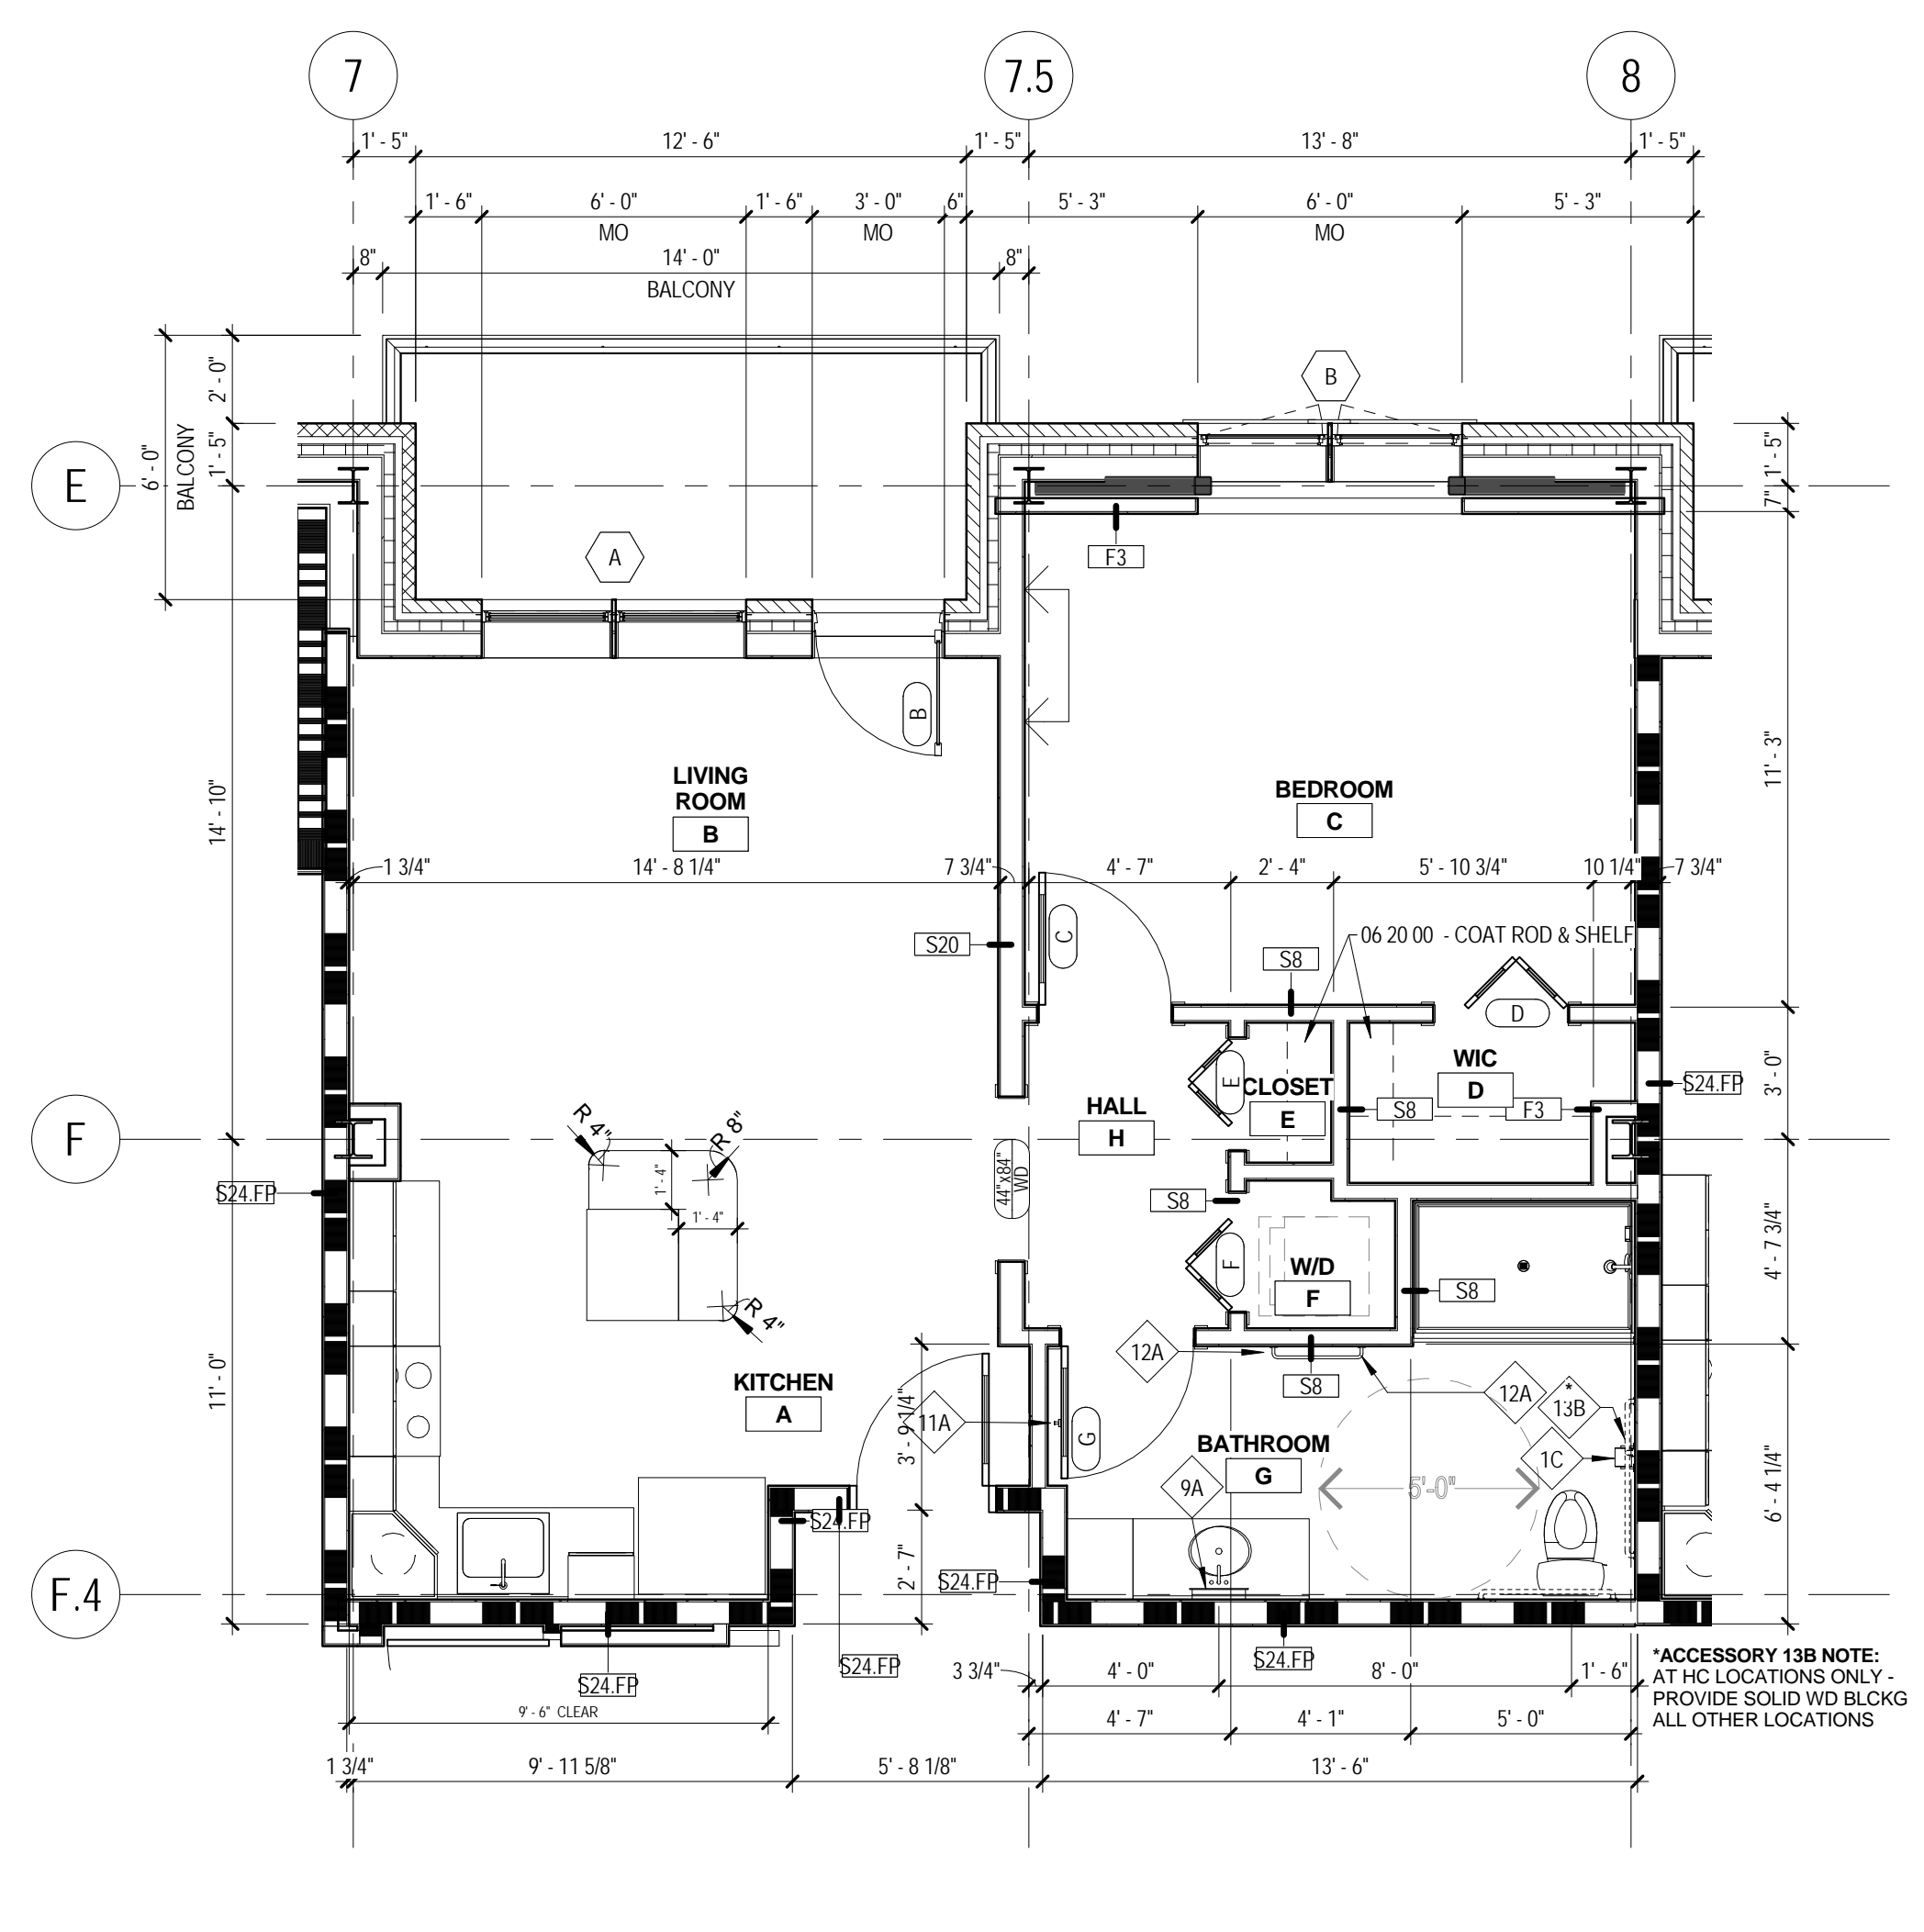 7 7.5 8
1' - 5" 12' - 6" 1' - 5" 13' - 8" 1' - 5"
1' - 6" 6' - 0" 1' - 6" 3' - 0" 6" 5' - 3" 6' - 0" 5' - 3"
MO MO MO
8" 14' - 0" 8"
BALCONY
B
2' - 0"
6' - 0"
BALCONY
1' - 5"
1' - 5"
E
7"
A
F3
B
LIVING
ROOM
B
BEDROOM
C
11' - 3"
14' - 10"
1 3/4" 14' - 8 1/4" 7 3/4" 4' - 7" 2' - 4" 5' - 10 3/4" 10 1/4" 7 3/4"
S20
C
06 20 00 - COAT ROD & SHELF
S8
D
WIC
D
E
CLOSET
E
S8
F3
S24.FP
3' - 0"
HALL
H
F
R 4"
R 8"
1' - 4"
1' - 4"
R 4"
44"x84"
WD
S24.FP
S8
F
W/D
F
S8
4' - 7 3/4"
12A
S8
12A
*
13B
1C
KITCHEN
A
11A
3' - 9 1/4"
G
BATHROOM
G
9A
5'-0"
11' - 0"
6' - 4 1/4"
S24.FP
2' - 7"
S24.FP
F.4
S24.FP
S24.FP
S24.FP
3 3/4" 4' - 0" 8' - 0" 1' - 6"
*ACCESSORY 13B NOTE:
AT HC LOCATIONS ONLY -
PROVIDE SOLID WD BLCKG
ALL OTHER LOCATIONS
9' - 6" CLEAR
4' - 7" 4' - 1" 5' - 0"
1 3/4" 9' - 11 5/8" 5' - 8 1/8" 13' - 6"